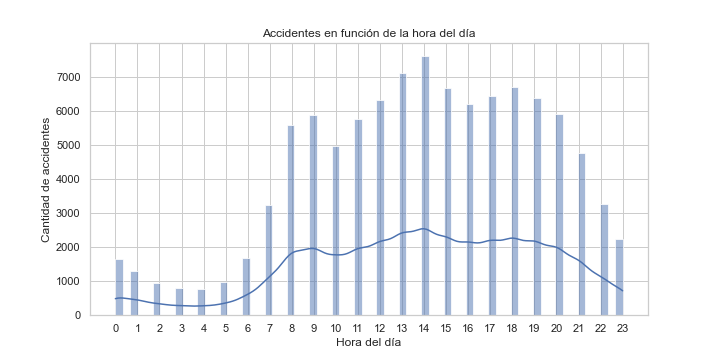 Accidentes en función de la hora del día
Cantidad de accidentes
7000
6000
5000
4000
3000
2000
1000
0
0 1 2 3 4 5 6 7 8 9 10 11 12 13 14 15 16 17 18 19 20 21 22 23
Hora del día